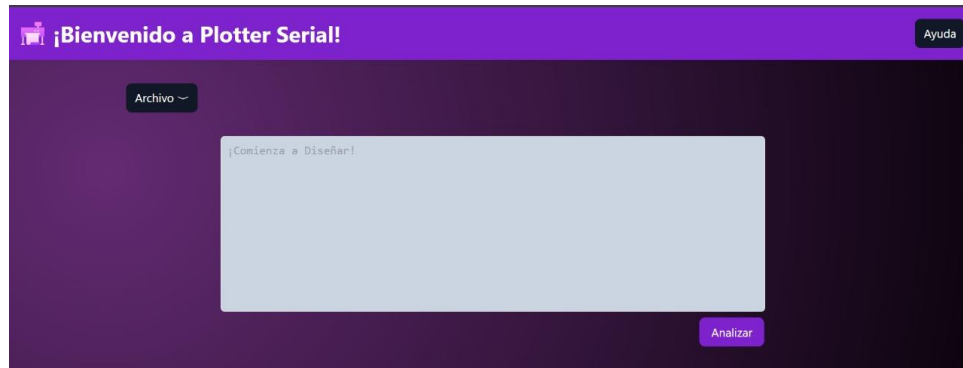 ¡Bienvenido a Plotter Serial!
Ayuda
Archivo
¡Comienza a Diseñar!
Analizar